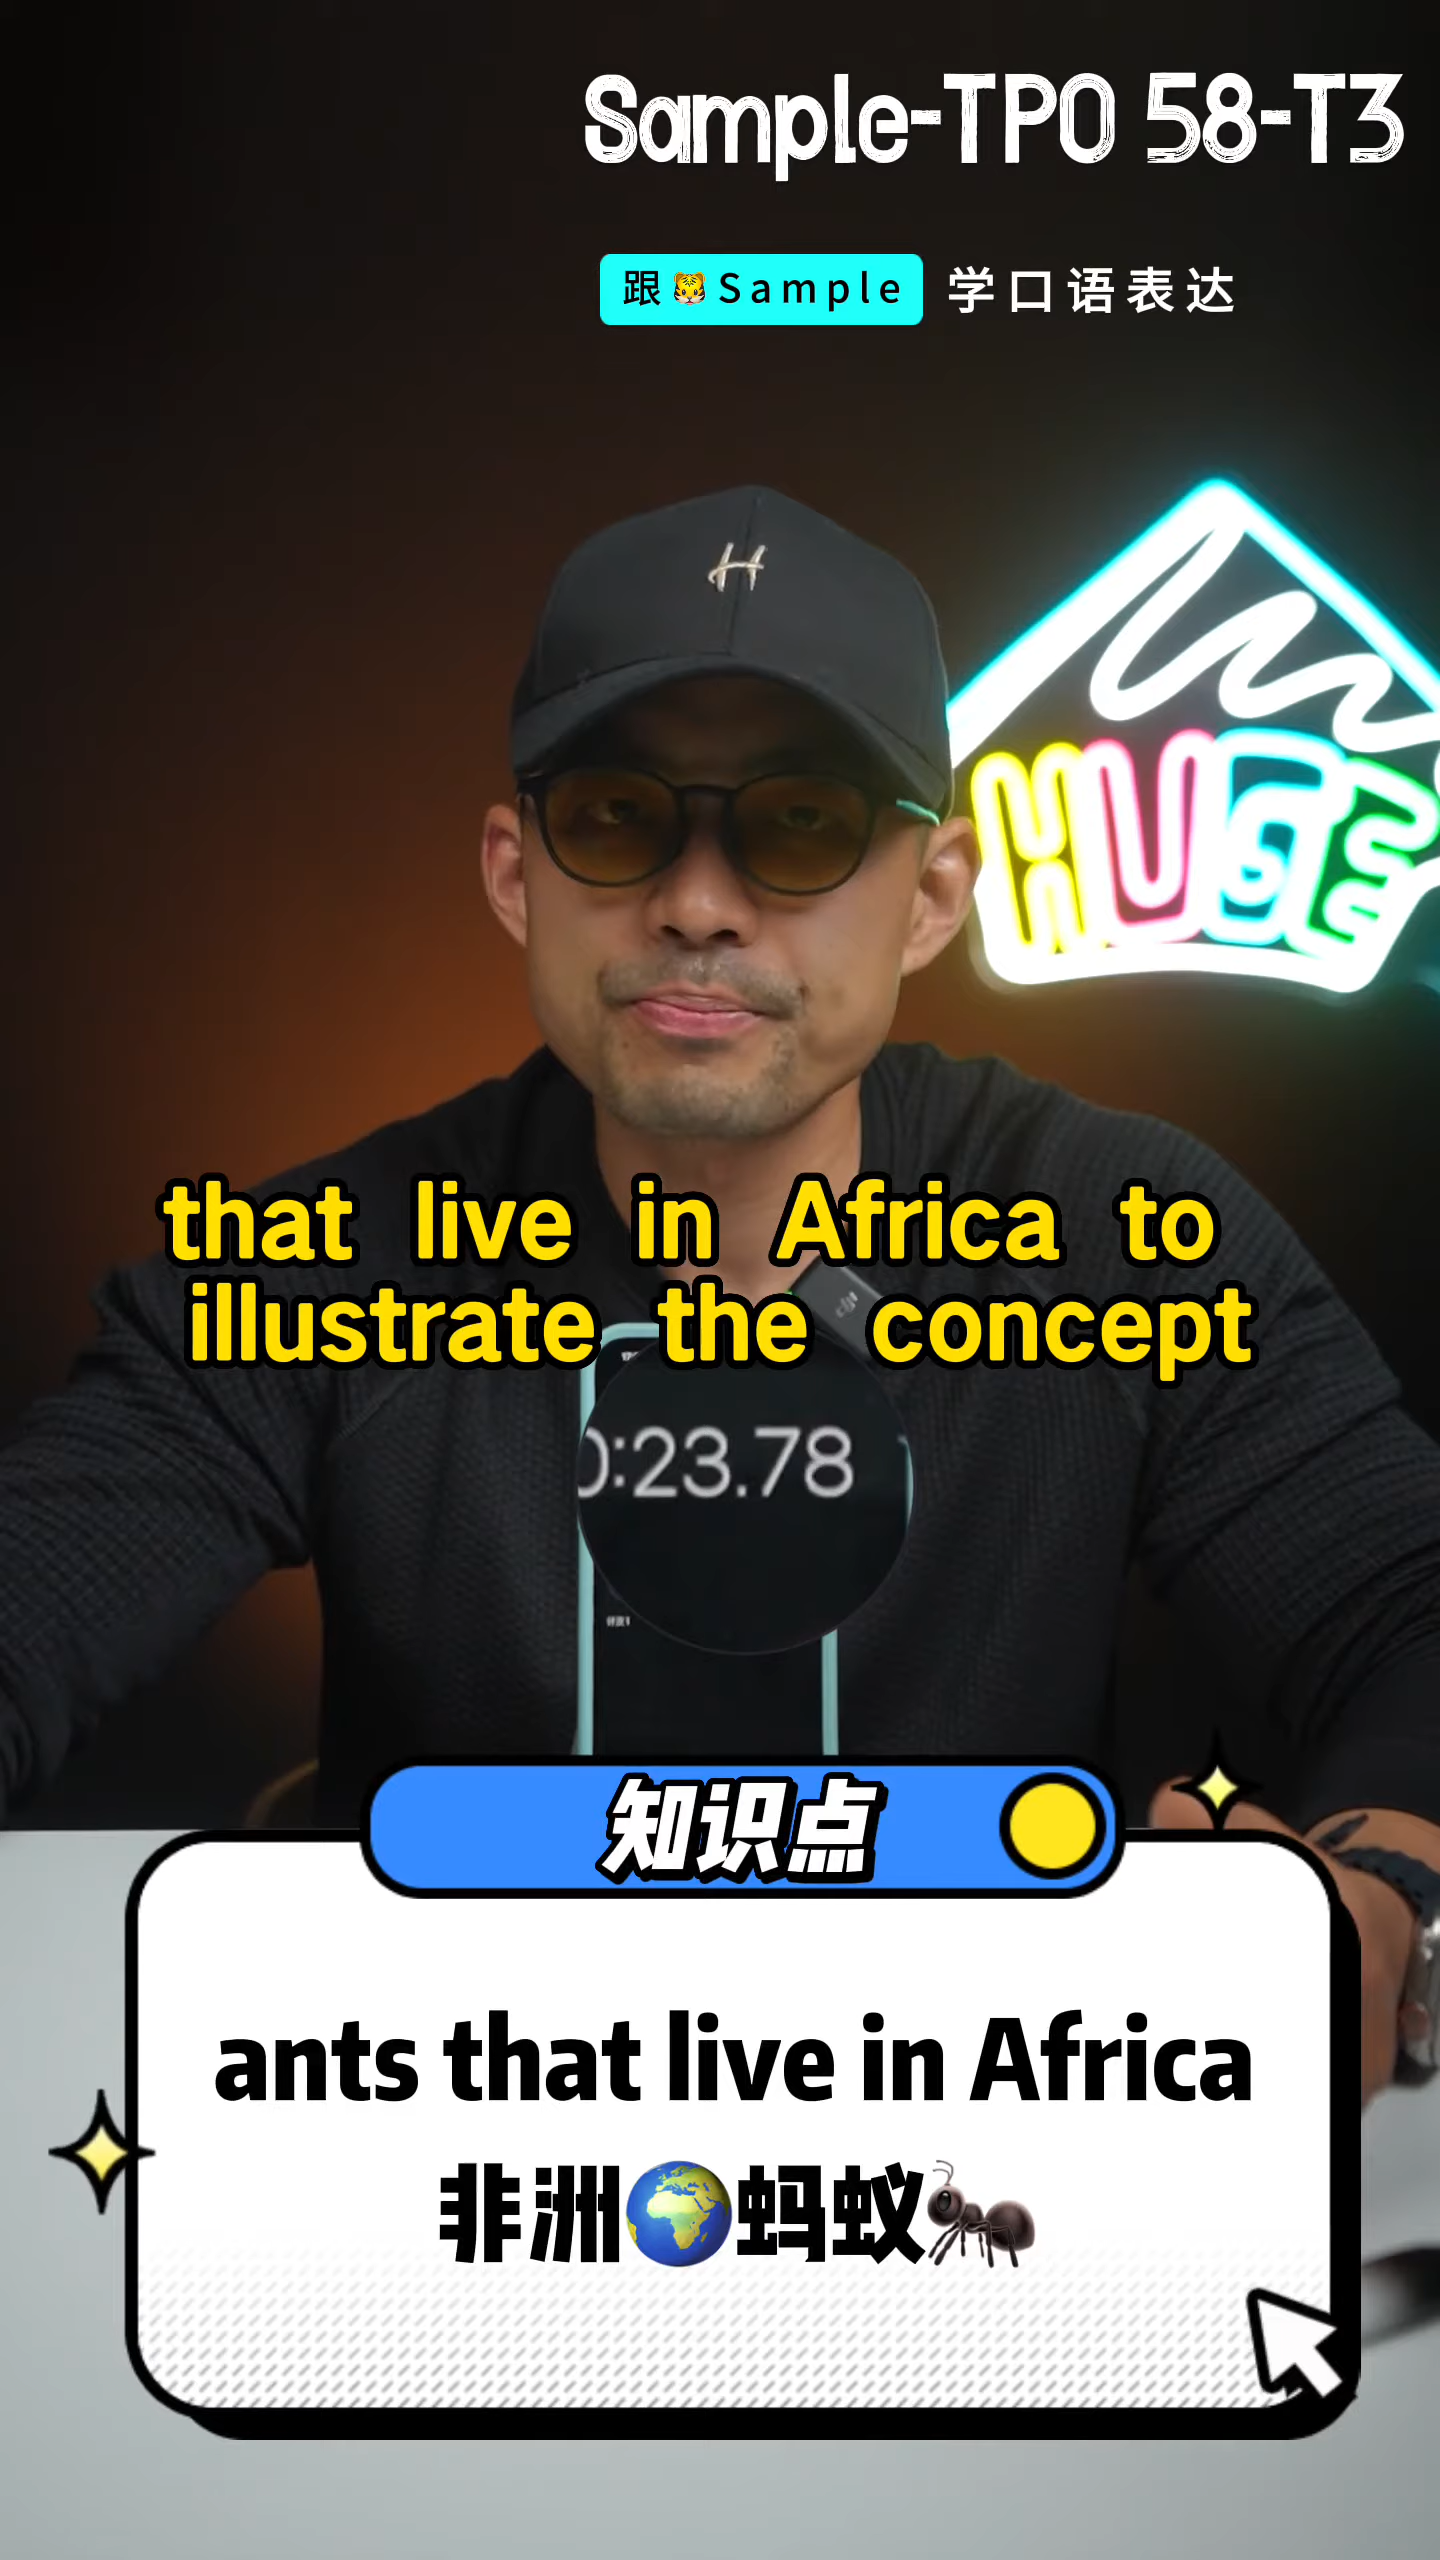 Sample-TPO 58-T3
跟🐯Sample 学口语表达
H
HUGE
that live in Africa to
illustrate the concept
0:23.78
知识点
ants that live in Africa
非洲🌍蚂蚁🐜